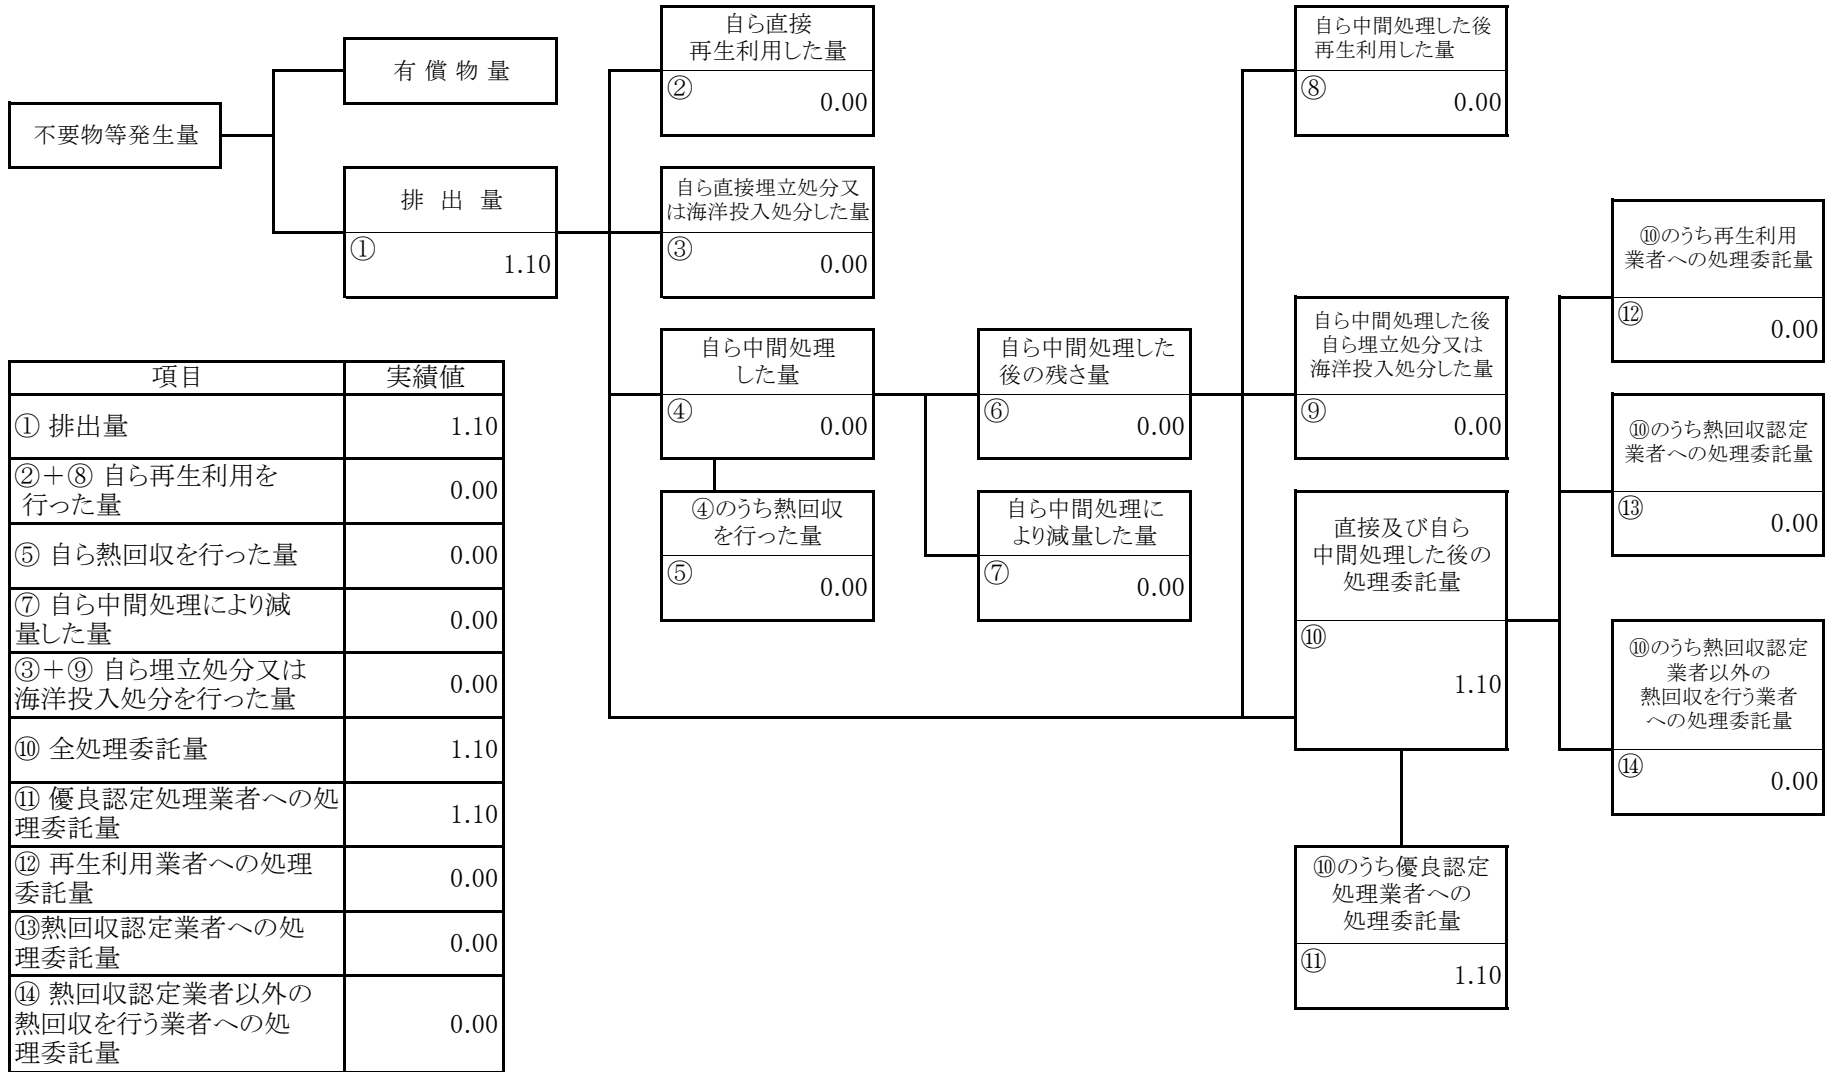 不要物等発生量
有 償 物 量
排 出 量
①
1.10
自ら直接
再生利用した量
②
0.00
自ら直接埋立処分又
は海洋投入処分した量
③
0.00
自ら中間処理
した量
④
0.00
④のうち熱回収
を行った量
⑤
0.00
自ら中間処理した
後の残さ量
⑥
0.00
自ら中間処理に
より減量した量
⑦
0.00
自ら中間処理した後
再生利用した量
⑧
0.00
自ら中間処理した後
自ら埋立処分又は
海洋投入処分した量
⑨
0.00
直接及び自ら
中間処理した後の
処理委託量
⑩
1.10
⑩のうち優良認定
処理業者への
処理委託量
⑪
1.10
⑩のうち再生利用
業者への処理委託量
⑫
0.00
⑩のうち熱回収認定
業者への処理委託量
⑬
0.00
⑩のうち熱回収認定
業者以外の
熱回収を行う業者
への処理委託量
⑭
0.00
項目 実績値
① 排出量 1.10
②+⑧ 自ら再生利用を
行った量 0.00
⑤ 自ら熱回収を行った量 0.00
⑦ 自ら中間処理により減
量した量 0.00
③+⑨ 自ら埋立処分又は
海洋投入処分を行った量 0.00
⑩ 全処理委託量 1.10
⑪ 優良認定処理業者への処
理委託量 1.10
⑫ 再生利用業者への処理
委託量 0.00
⑬熱回収認定業者への処
理委託量 0.00
⑭ 熱回収認定業者以外の
熱回収を行う業者への処
理委託量 0.00